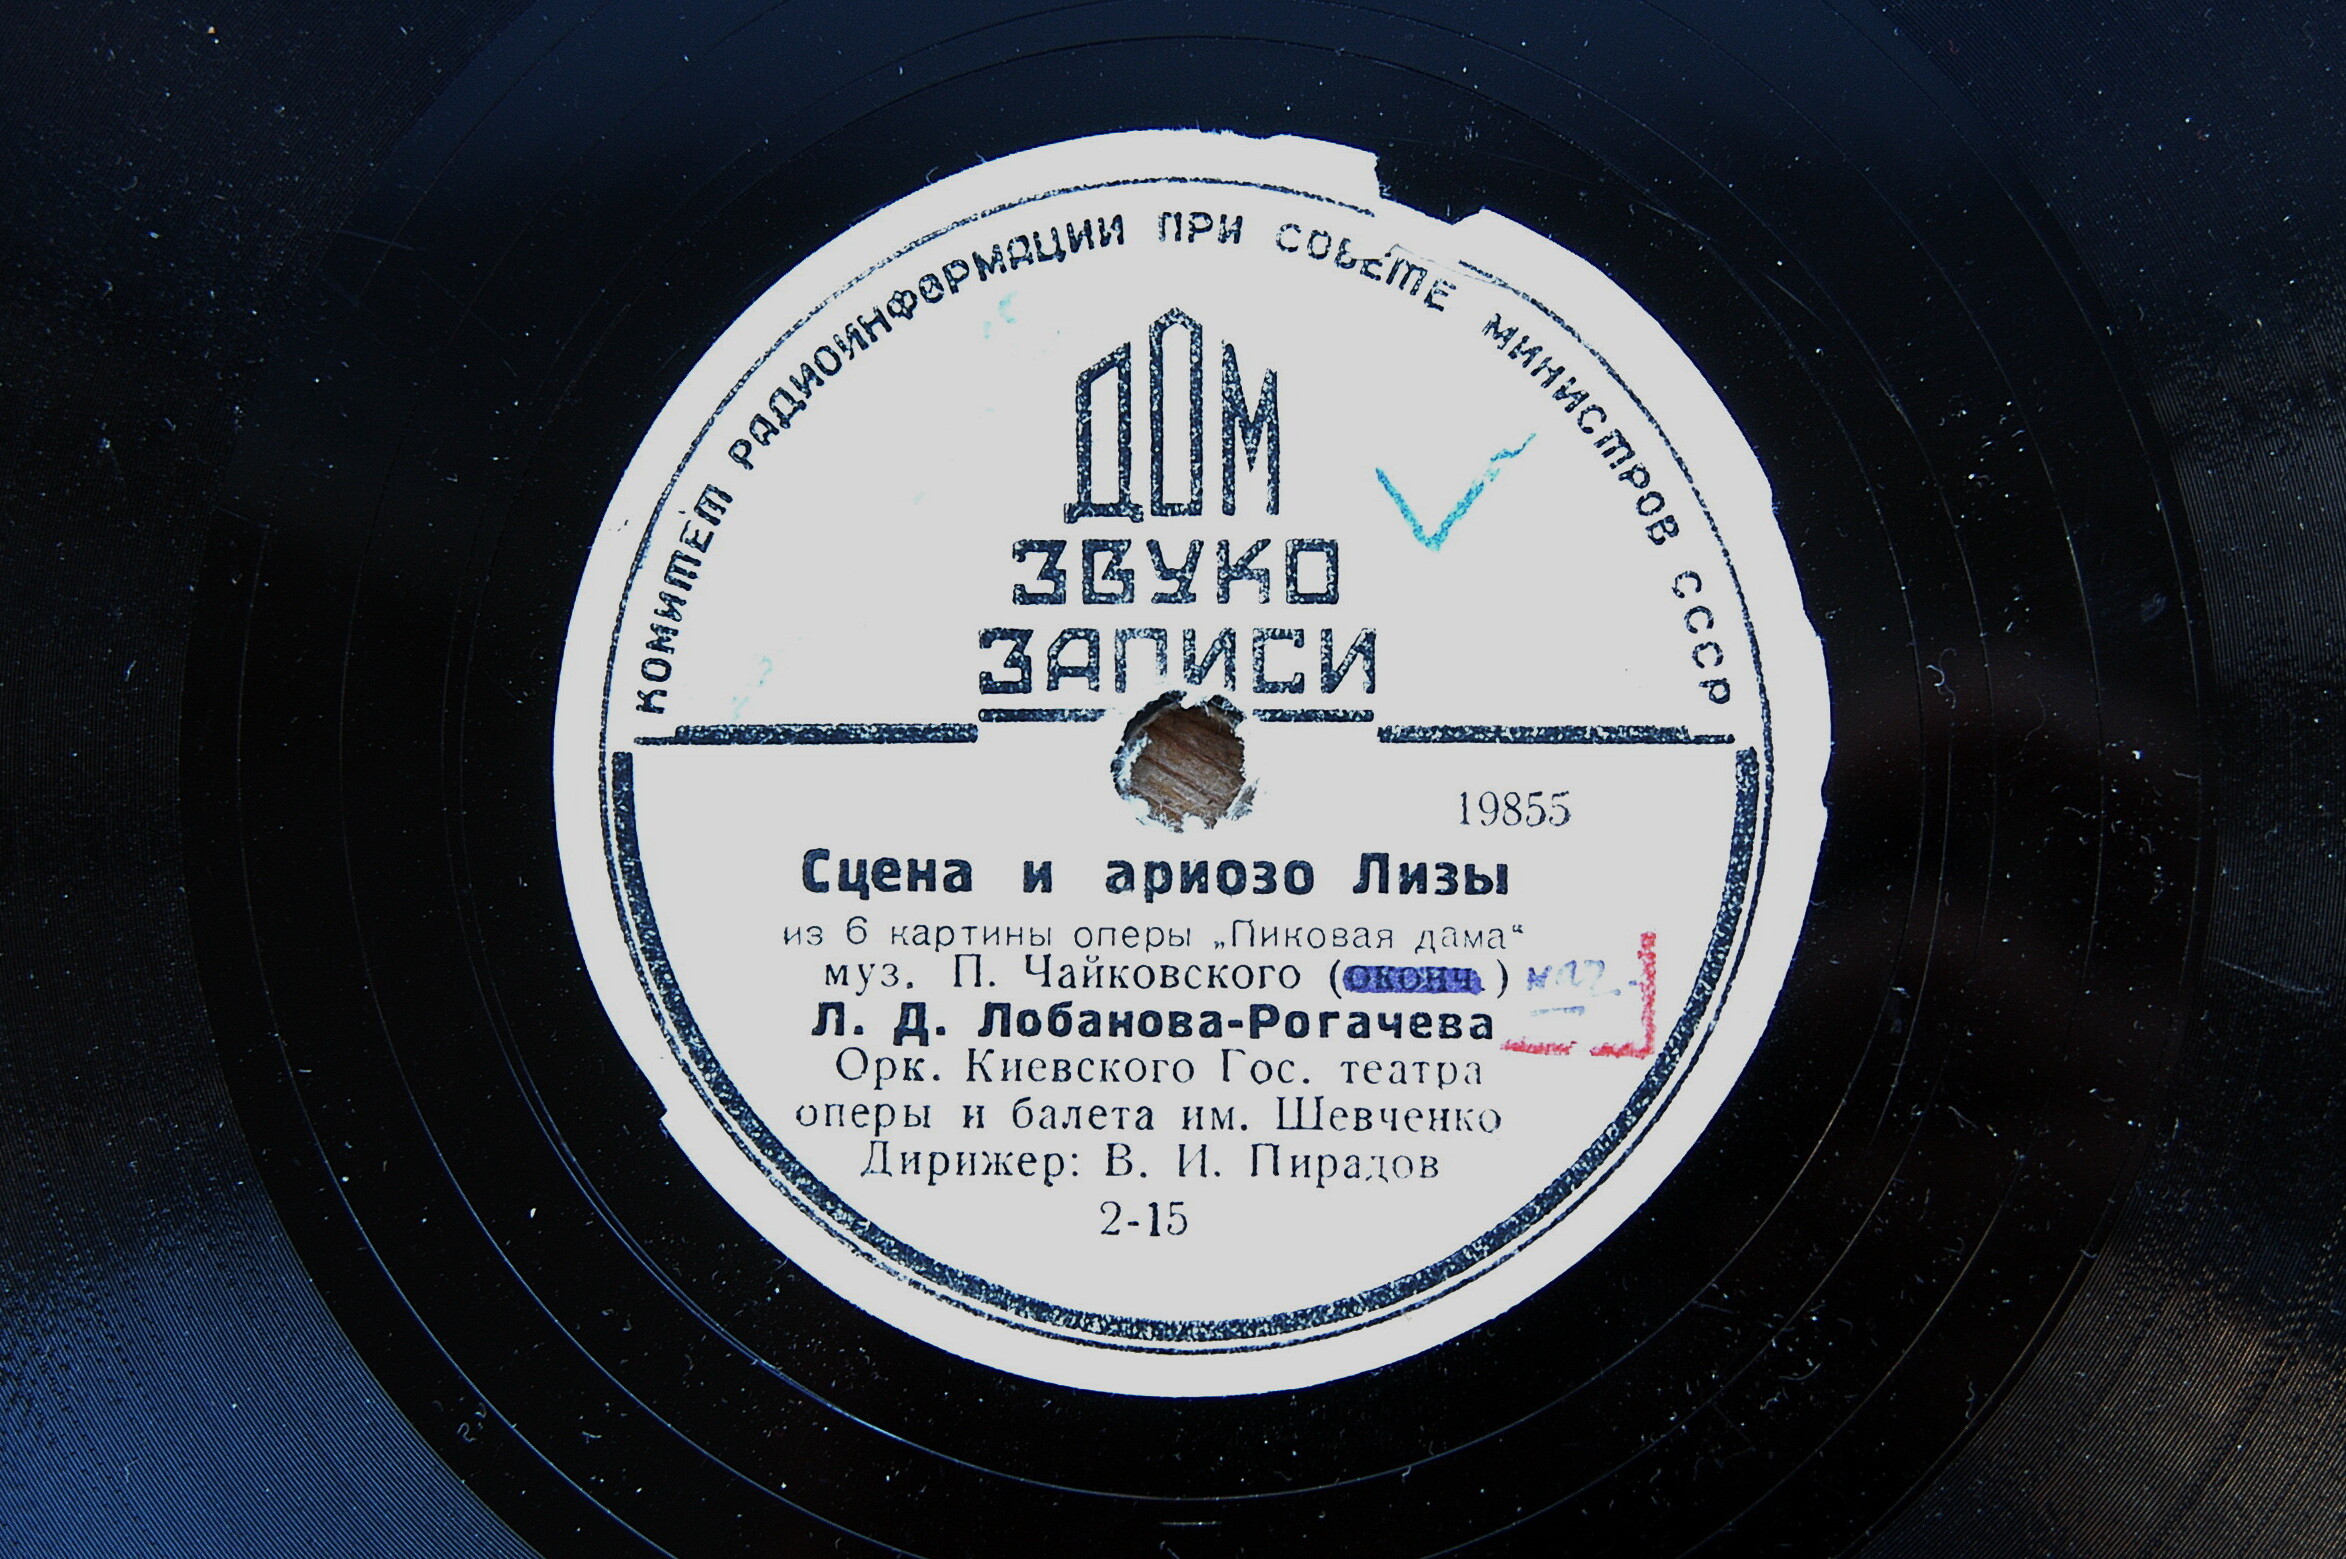 КОМИТЕТ РАДИОИНФОРМАЦИИ ПРИ СОВЕТЕ МИНИСТРОВ СССР
ДОМ
ЗВУКО
ЗАПИСИ
19855
Сцена и ариозо Лизы
из 6 картины оперы „Пиковая дама“
муз. П. Чайковского (оконч.) нач.
Л. Д. Лобанова-Рогачева
Орк. Киевского Гос. театра
оперы и балета им. Шевченко
Дирижер: В. И. Пирадов
2-15